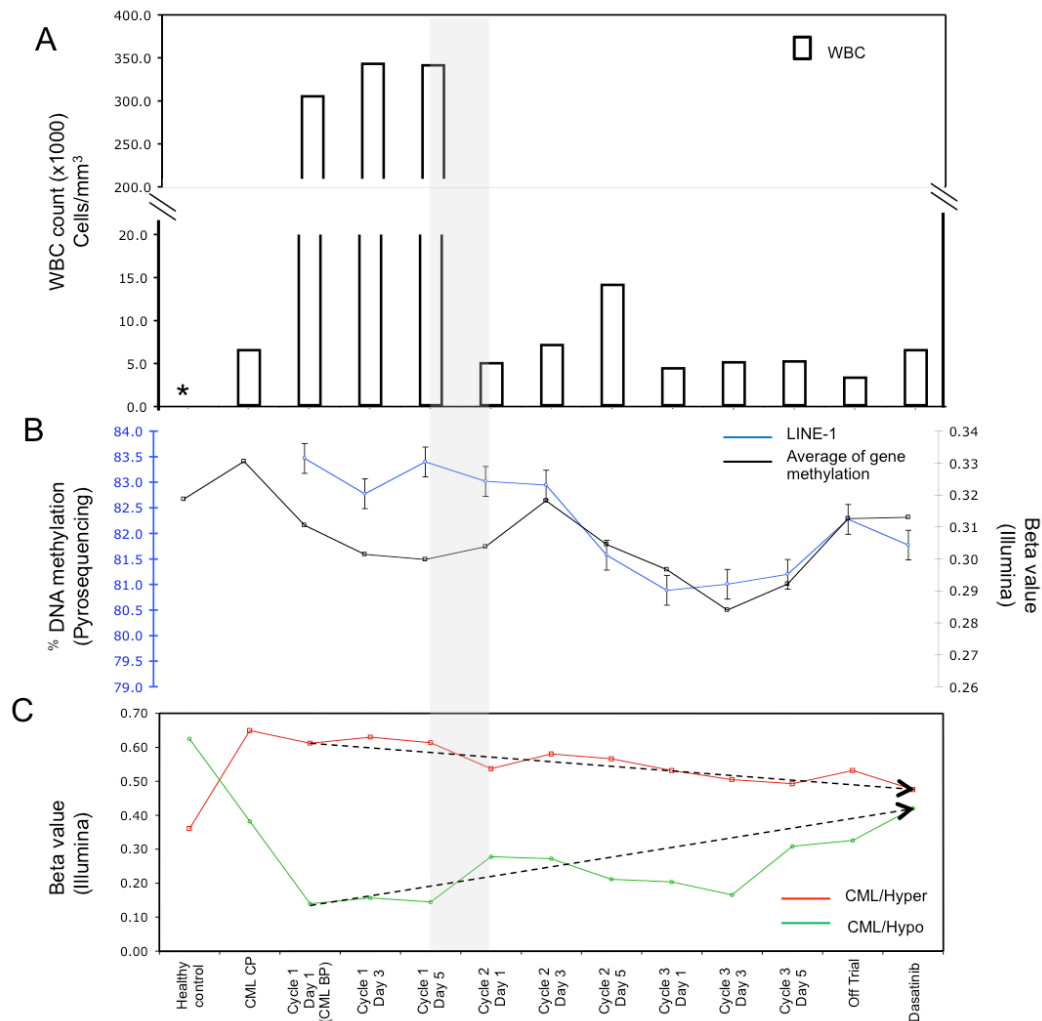 A
WBC count (x1000)
Cells/mm³
400.0
350.0
300.0
250.0
200.0
20.0
15.0
10.0
5.0
0.0
*
WBC
B
% DNA methylation
(Pyrosequencing)
84.0
83.5
83.0
82.5
82.0
81.5
81.0
80.5
80.0
79.5
79.0
LINE-1
Average of gene
methylation
0.34
0.33
0.32
0.31
0.30
0.29
0.28
0.27
0.26
Beta value
(Illumina)
C
Beta value
(Illumina)
0.70
0.60
0.50
0.40
0.30
0.20
0.10
0.00
CML/Hyper
CML/Hypo
Healthy
control
CML CP
Cycle 1
Day 1
(CML BP)
Cycle 1
Day 3
Cycle 1
Day 5
Cycle 2
Day 1
Cycle 2
Day 3
Cycle 2
Day 5
Cycle 3
Day 1
Cycle 3
Day 3
Cycle 3
Day 5
Off Trial
Dasatinib